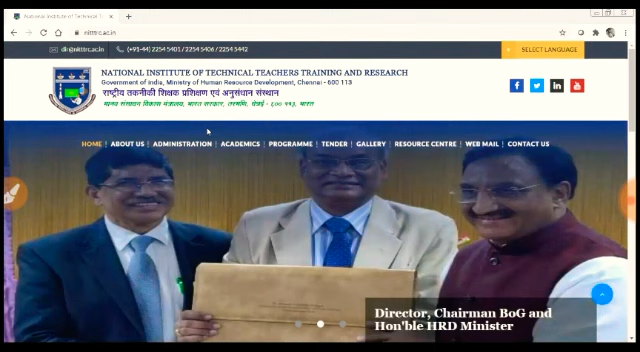 National Institute of Technical T
nitttrc.ac.in
dir@nitttrc.ac.in (+91-44) 2254 5401 / 2254 5406 / 2254 5442 SELECT LANGUAGE
NATIONAL INSTITUTE OF TECHNICAL TEACHERS TRAINING AND RESEARCH
Government of India, Ministry of Human Resource Development, Chennai - 600 113
राष्ट्रीय तकनीकी शिक्षक प्रशिक्षण एवं अनुसंधान संस्थान
मानव संसाधन विकास मंत्रालय, भारत सरकार, तरमणि, चेन्नई - ६०० ११३, भारत
HOME ABOUT US ADMINISTRATION ACADEMICS PROGRAMME TENDER GALLERY RESOURCE CENTRE WEB MAIL CONTACT US
Director, Chairman BoG and
Hon'ble HRD Minister